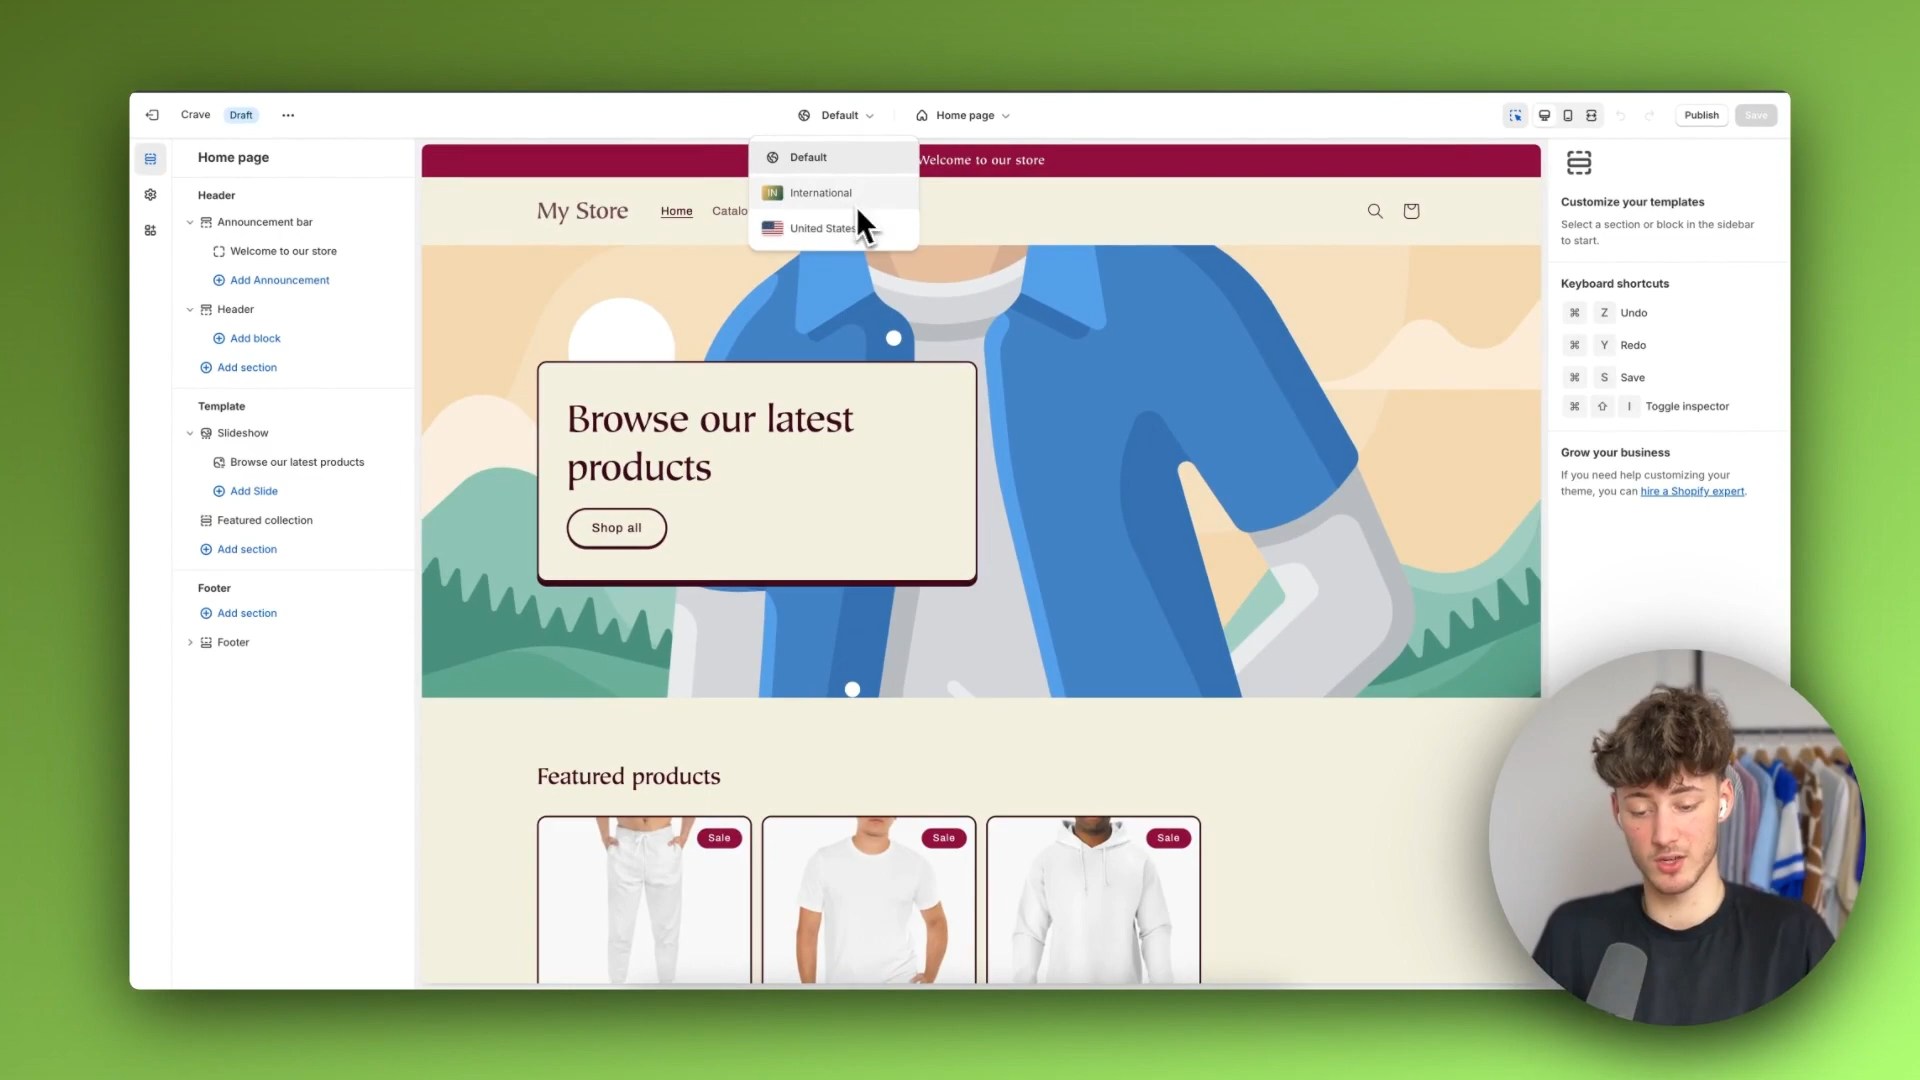 Crave
Draft
Default
Home page
Publish
Save
Home page
Header
Announcement bar
Welcome to our store
Add Announcement
Header
Add block
Add section
Template
Slideshow
Browse our latest products
Add Slide
Featured collection
Add section
Footer
Add section
Footer
Default
IN International
United States
Welcome to our store
My Store
Home
Catalo
Browse our latest
products
Shop all
Featured products
Sale
Sale
Sale
Customize your templates
Select a section or block in the sidebar
to start.
Keyboard shortcuts
⌘ Z Undo
⌘ Y Redo
⌘ S Save
⌘ ⇧ I Toggle inspector
Grow your business
If you need help customizing your
theme, you can hire a Shopify expert.